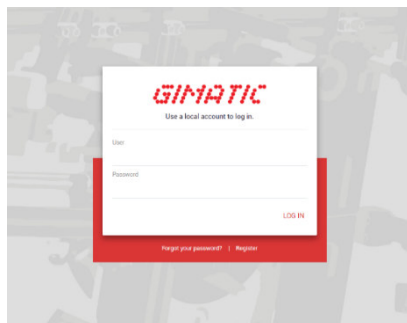 GIMATIC
Use a local account to log in.
User
Password
LOG IN
Forgot your password? | Register